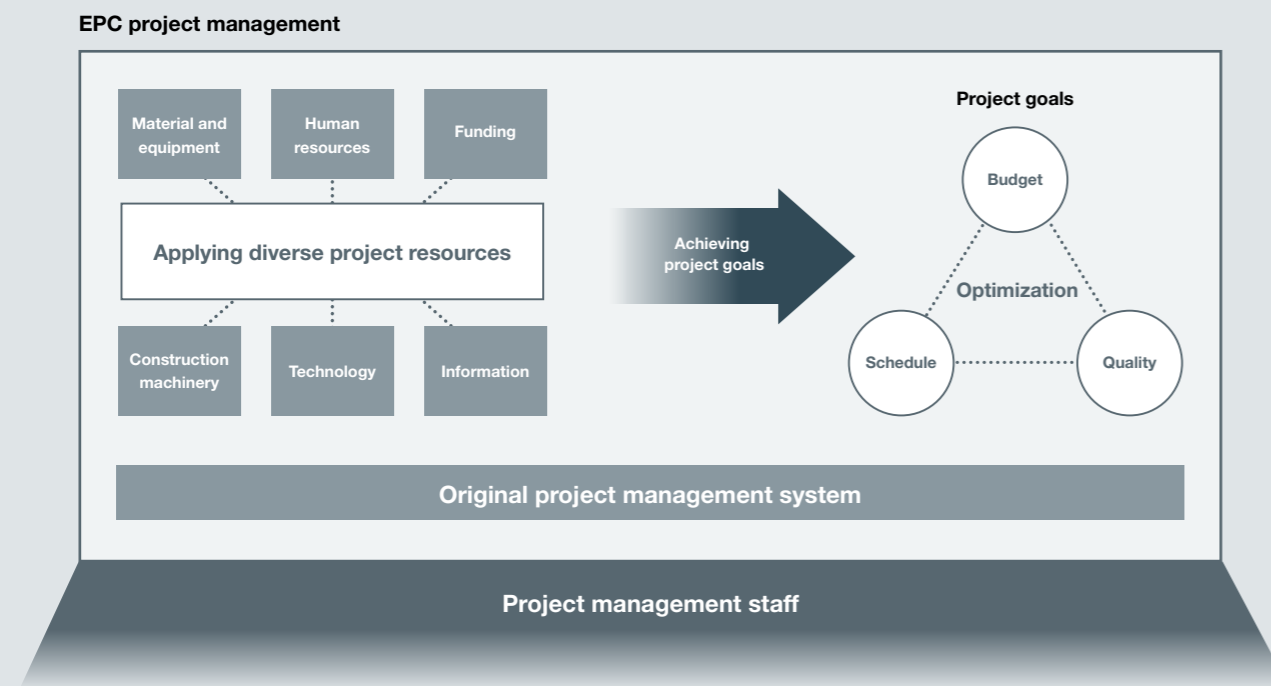 EPC project management
Material and
equipment
Human
resources
Funding
Applying diverse project resources
Construction
machinery
Technology
Information
Achieving
project goals
Project goals
Budget
Optimization
Schedule
Quality
Original project management system
Project management staff